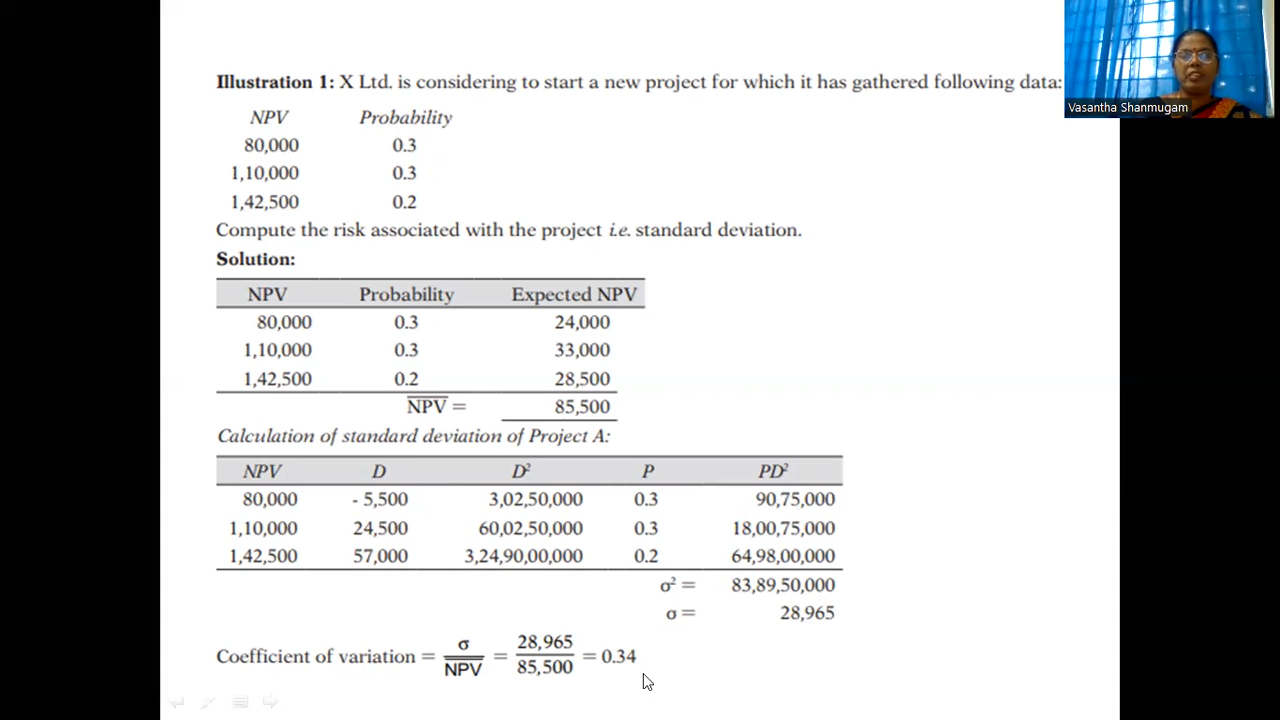 Illustration 1: X Ltd. is considering to start a new project for which it has gathered following data:
NPV Probability
80,000 0.3
1,10,000 0.3
1,42,500 0.2
Compute the risk associated with the project i.e. standard deviation.
Solution:
NPV Probability Expected NPV
80,000 0.3 24,000
1,10,000 0.3 33,000
1,42,500 0.2 28,500
NPV = 85,500
Calculation of standard deviation of Project A:
NPV D D² P PD²
80,000 - 5,500 3,02,50,000 0.3 90,75,000
1,10,000 24,500 60,02,50,000 0.3 18,00,75,000
1,42,500 57,000 3,24,90,00,000 0.2 64,98,00,000
σ² = 83,89,50,000
σ = 28,965
Coefficient of variation = σ / NPV = 28,965 / 85,500 = 0.34
Vasantha Shanmugam